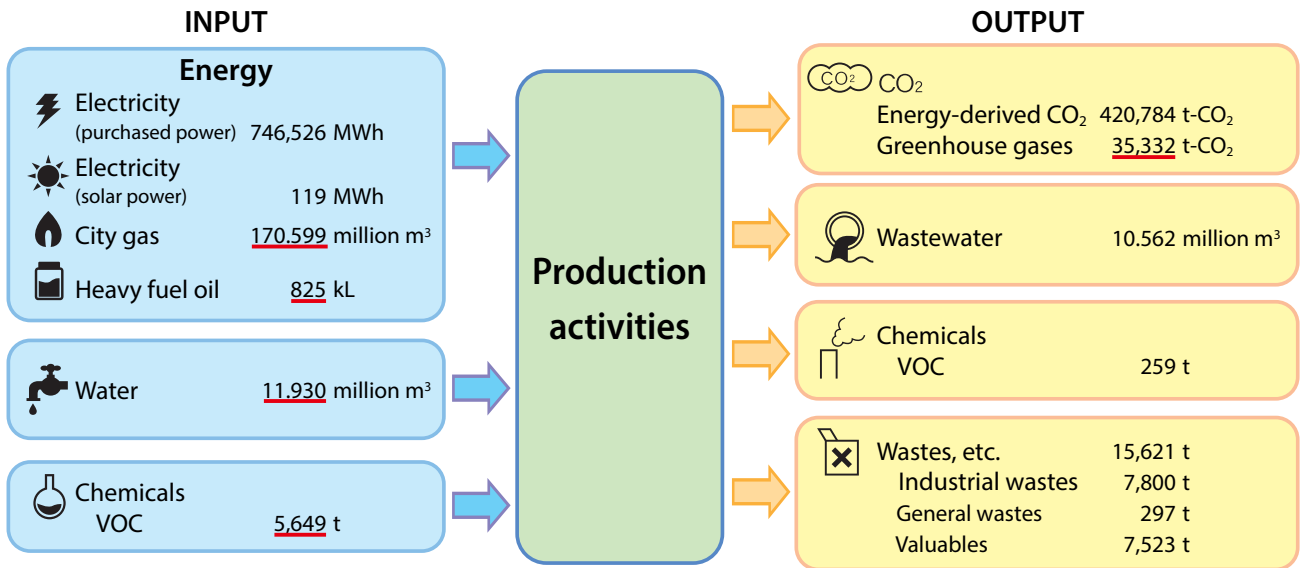 INPUT
Energy
Electricity
(purchased power) 746,526 MWh
Electricity
(solar power) 119 MWh
City gas 170.599 million m³
Heavy fuel oil 825 kL
Water 11.930 million m³
Chemicals
VOC 5,649 t
Production
activities
OUTPUT
CO₂ CO₂
Energy-derived CO₂ 420,784 t-CO₂
Greenhouse gases 35,332 t-CO₂
Wastewater 10.562 million m³
Chemicals
VOC 259 t
Wastes, etc. 15,621 t
Industrial wastes 7,800 t
General wastes 297 t
Valuables 7,523 t